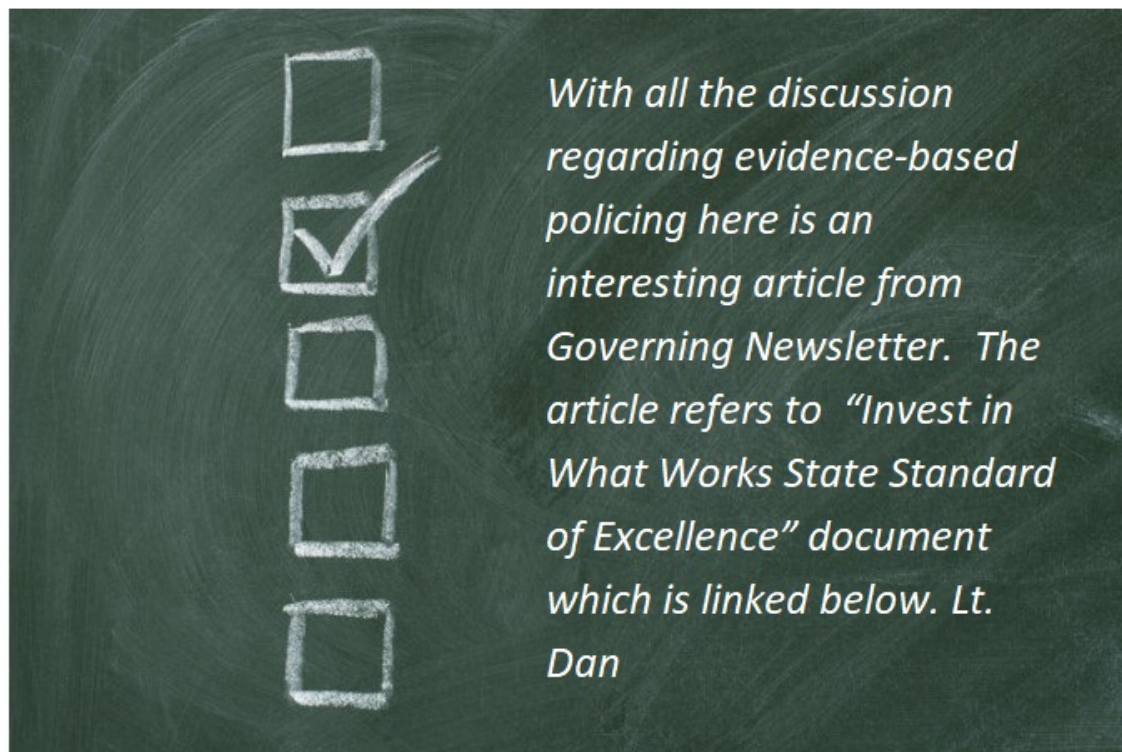 With all the discussion
regarding evidence-based
policing here is an
interesting article from
Governing Newsletter.  The
article refers to  “Invest in
What Works State Standard
of Excellence” document
which is linked below. Lt.
Dan